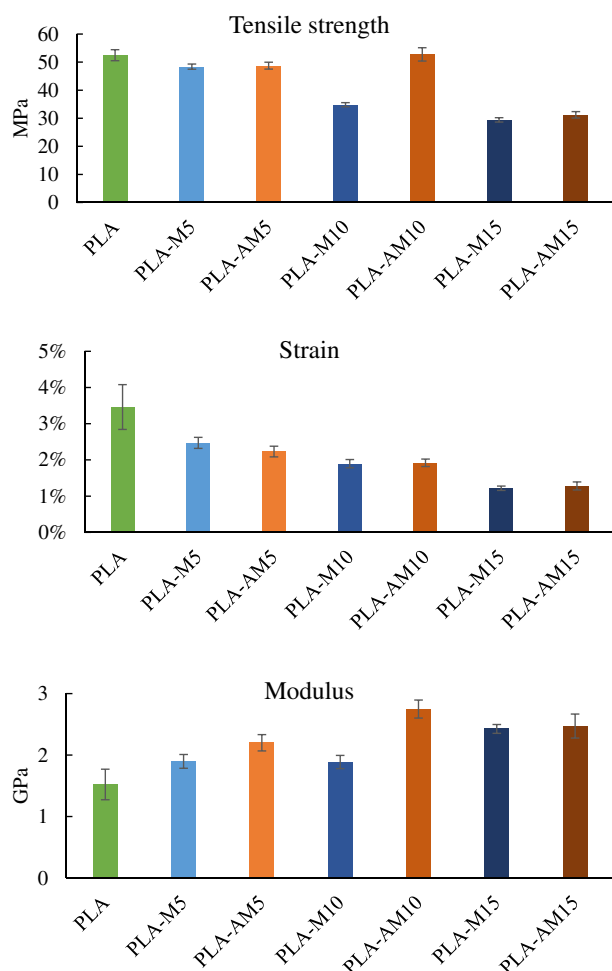 Tensile strength
60
50
40
30
20
10
0
MPa
PLA
PLA-M5
PLA-AM5
PLA-M10
PLA-AM10
PLA-M15
PLA-AM15
Strain
5%
4%
3%
2%
1%
0%
PLA
PLA-M5
PLA-AM5
PLA-M10
PLA-AM10
PLA-M15
PLA-AM15
Modulus
3
2
1
0
GPa
PLA
PLA-M5
PLA-AM5
PLA-M10
PLA-AM10
PLA-M15
PLA-AM15